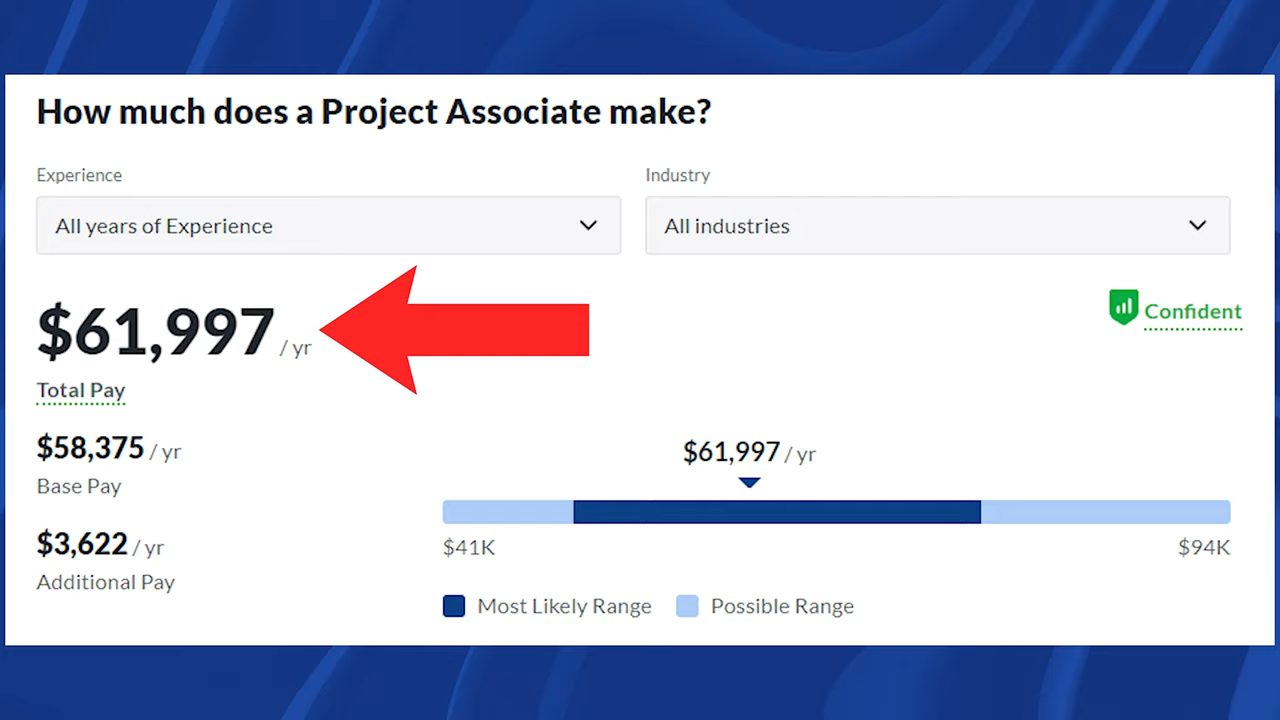 How much does a Project Associate make?
Experience
Industry
All years of Experience
All industries
$61,997 / yr
Confident
Total Pay
$58,375 / yr
Base Pay
$61,997 / yr
$3,622 / yr
Additional Pay
$41K
$94K
Most Likely Range
Possible Range